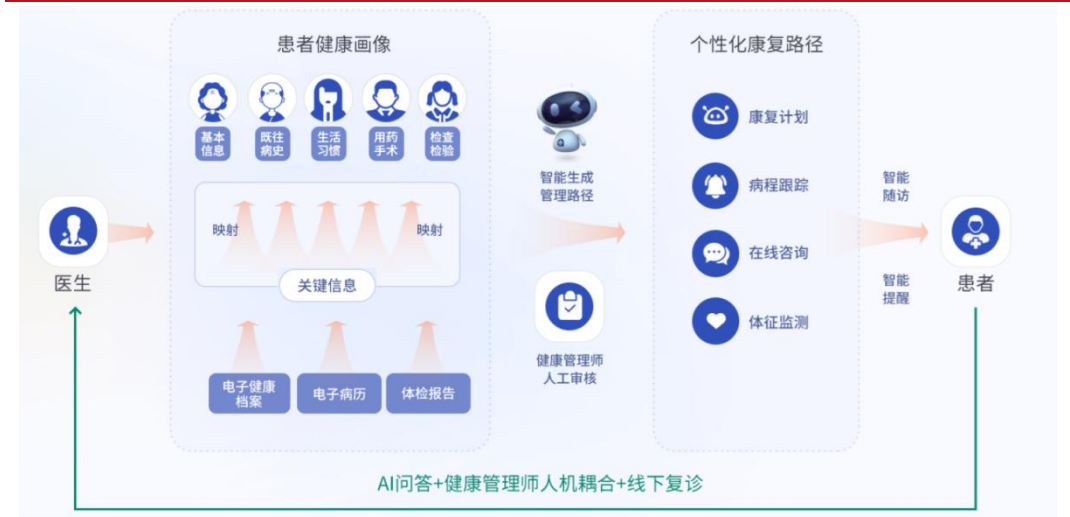 患者健康画像
基本
信息
既往
病史
生活
习惯
用药
手术
检查
检验
映射
映射
关键信息
电子健康
档案
电子病历
体检报告
医生
智能生成
管理路径
健康管理师
人工审核
个性化康复路径
康复计划
病程跟踪
在线咨询
体征监测
智能
随访
智能
提醒
患者
AI问答+健康管理师人机耦合+线下复诊